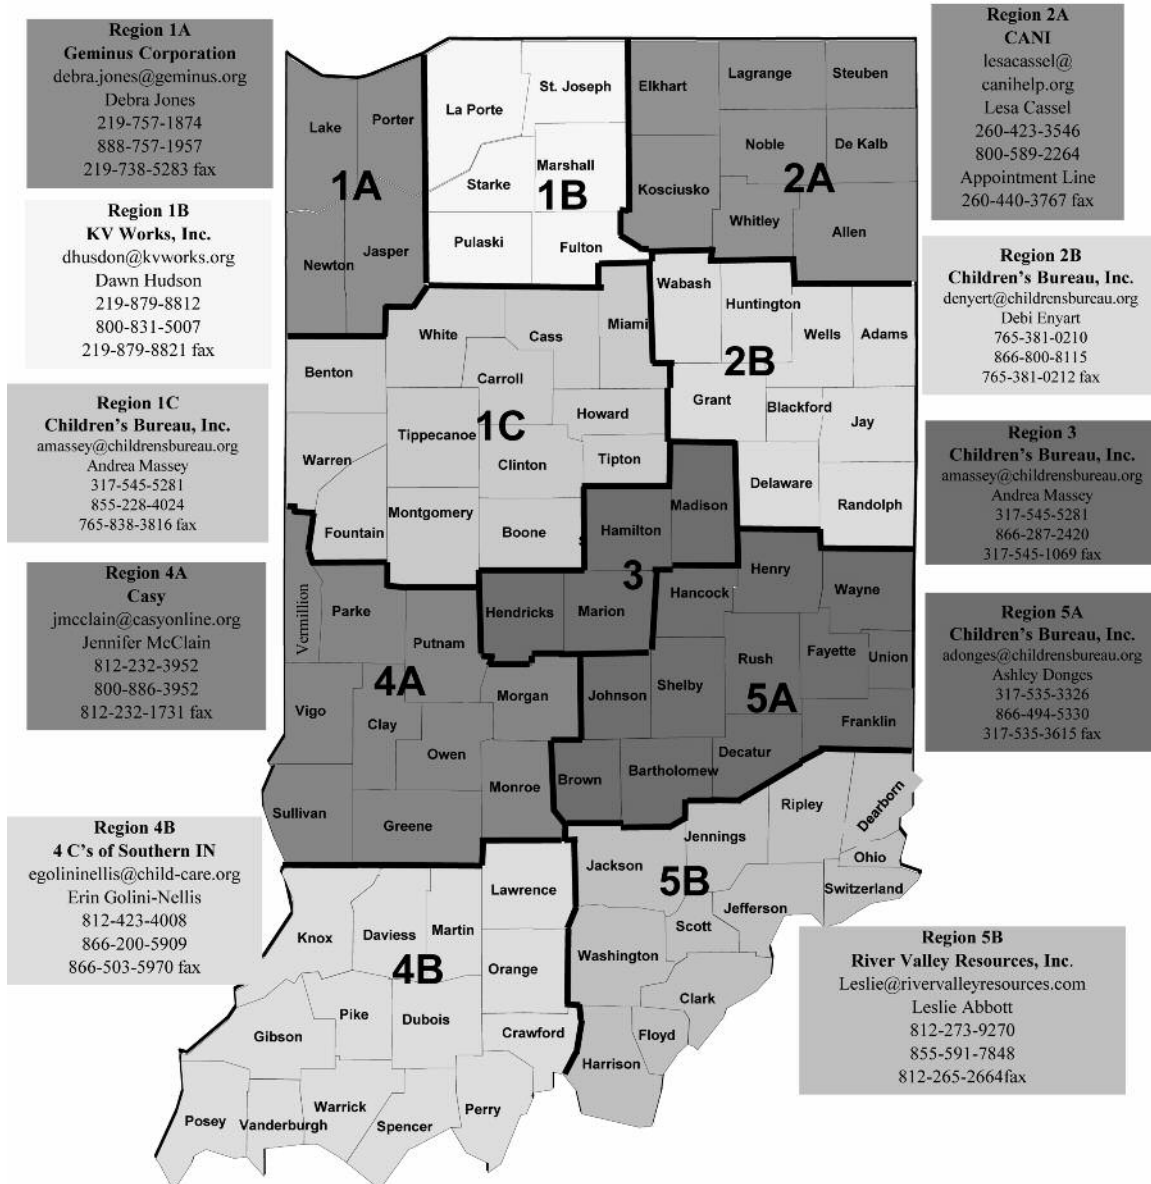 Region 1A
Geminus Corporation
debra.jones@geminus.org
Debra Jones
219-757-1874
888-757-1957
219-738-5283 fax
Region 1B
KV Works, Inc.
dhusdon@kvworks.org
Dawn Hudson
219-879-8812
800-831-5007
219-879-8821 fax
Region 1C
Children's Bureau, Inc.
amassey@childrensbureau.org
Andrea Massey
317-545-5281
855-228-4024
765-838-3816 fax
Region 4A
Casy
jmcclain@casyonline.org
Jennifer McClain
812-232-3952
800-886-3952
812-232-1731 fax
Region 4B
4 C's of Southern IN
egolininellis@child-care.org
Erin Golini-Nellis
812-423-4008
866-200-5909
866-503-5970 fax
Lake
Porter
1A
Newton
Jasper
La Porte
St. Joseph
Starke
Marshall
1B
Pulaski
Fulton
Elkhart
Lagrange
Steuben
Noble
De Kalb
Kosciusko
2A
Whitley
Allen
Benton
White
Cass
Miami
Carroll
Warren
Tippecanoe
1C
Howard
Clinton
Tipton
Fountain
Montgomery
Boone
Wabash
Huntington
Wells
Adams
2B
Grant
Blackford
Jay
Delaware
Randolph
Madison
Hamilton
3
Hendricks
Marion
Vermillion
Parke
Putnam
4A
Morgan
Vigo
Clay
Owen
Monroe
Sullivan
Greene
Hancock
Henry
Wayne
Rush
Fayette
Union
Johnson
Shelby
5A
Franklin
Decatur
Brown
Bartholomew
Ripley
Dearborn
Jennings
Ohio
Jackson
5B
Switzerland
Jefferson
Scott
Washington
Clark
Floyd
Harrison
Lawrence
Knox
Daviess
Martin
4B
Orange
Pike
Dubois
Gibson
Crawford
Posey
Vanderburgh
Warrick
Spencer
Perry
Region 2A
CANI
lesacassel@
canihelp.org
Lesa Cassel
260-423-3546
800-589-2264
Appointment Line
260-440-3767 fax
Region 2B
Children's Bureau, Inc.
denyert@childrensbureau.org
Debi Enyart
765-381-0210
866-800-8115
765-381-0212 fax
Region 3
Children's Bureau, Inc.
amassey@childrensbureau.org
Andrea Massey
317-545-5281
866-287-2420
317-545-1069 fax
Region 5A
Children's Bureau, Inc.
adonges@childrensbureau.org
Ashley Donges
317-535-3326
866-494-5330
317-535-3615 fax
Region 5B
River Valley Resources, Inc.
Leslie@rivervalleyresources.com
Leslie Abbott
812-273-9270
855-591-7848
812-265-2664fax